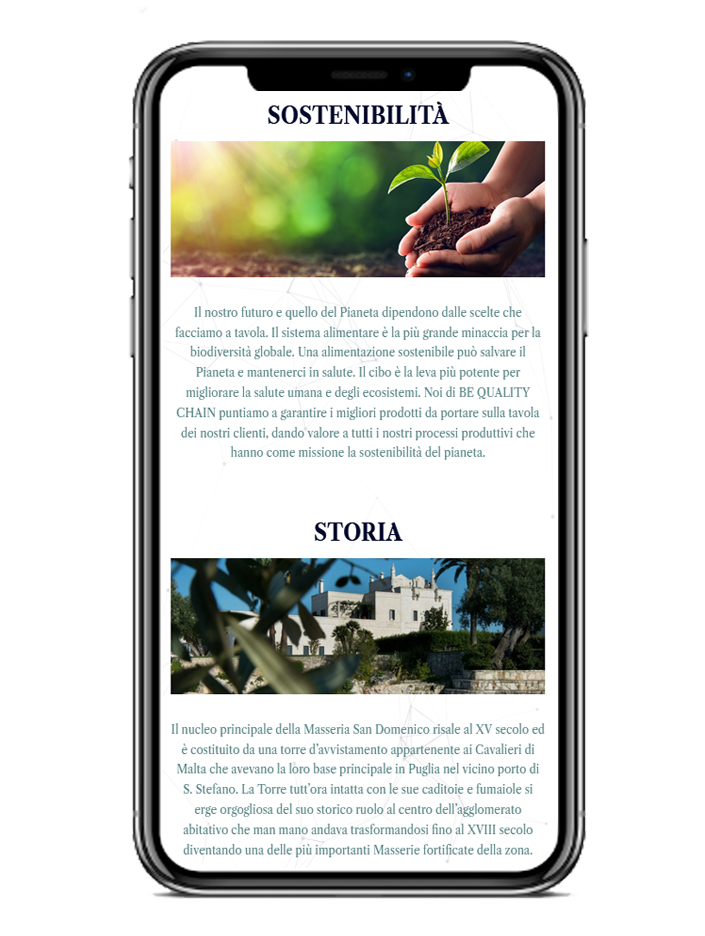 SOSTENIBILITÀ
Il nostro futuro e quello del Pianeta dipendono dalle scelte che
facciamo a tavola. Il sistema alimentare è la più grande minaccia per la
biodiversità globale. Una alimentazione sostenibile può salvare il
Pianeta e mantenerci in salute. Il cibo è la leva più potente per
migliorare la salute umana e degli ecosistemi. Noi di BE QUALITY
CHAIN puntiamo a garantire i migliori prodotti da portare sulla tavola
dei nostri clienti, dando valore a tutti i nostri processi produttivi che
hanno come missione la sostenibilità del pianeta.
STORIA
Il nucleo principale della Masseria San Domenico risale al XV secolo ed
è costituito da una torre d'avvistamento appartenente ai Cavalieri di
Malta che avevano la loro base principale in Puglia nel vicino porto di
S. Stefano. La Torre tutt'ora intatta con le sue caditoie e fumaiole si
erge orgogliosa del suo storico ruolo al centro dell'agglomerato
abitativo che man mano andava trasformandosi fino al XVIII secolo
diventando una delle più importanti Masserie fortificate della zona.